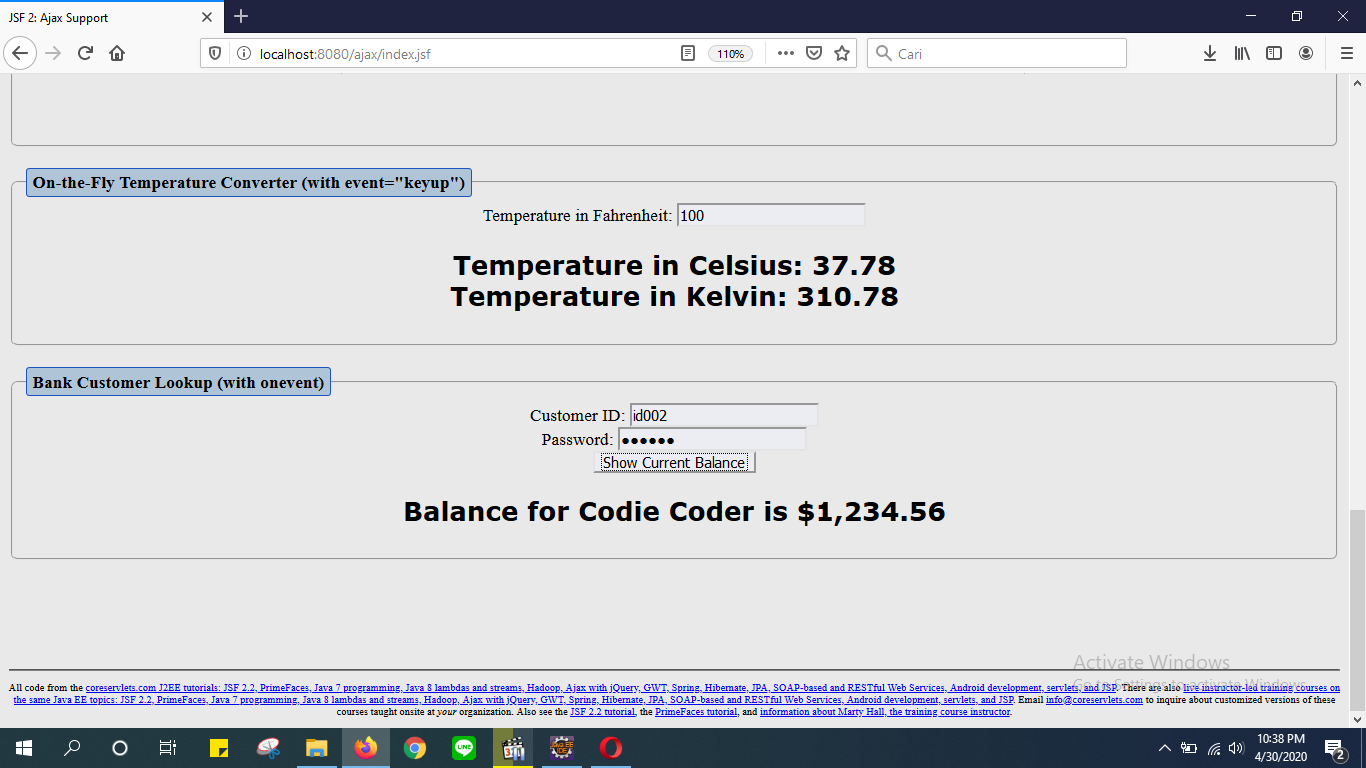 JSF 2: Ajax Support
localhost:8080/ajax/index.jsf
110%
Cari
On-the-Fly Temperature Converter (with event="keyup")
Temperature in Fahrenheit: 100
Temperature in Celsius: 37.78
Temperature in Kelvin: 310.78
Bank Customer Lookup (with onevent)
Customer ID: id002
Password: ●●●●●●
Show Current Balance
Balance for Codie Coder is $1,234.56
Activate Windows
Go to Settings to activate Windows.
All code from the coreservlets.com J2EE tutorials: JSF 2.2, PrimeFaces, Java 7 programming, Java 8 lambdas and streams, Hadoop, Ajax with jQuery, GWT, Spring, Hibernate, JPA, SOAP-based and RESTful Web Services, Android development, servlets, and JSP. There are also live instructor-led training courses on
the same Java EE topics: JSF 2.2, PrimeFaces, Java 7 programming, Java 8 lambdas and streams, Hadoop, Ajax with jQuery, GWT, Spring, Hibernate, JPA, SOAP-based and RESTful Web Services, Android development, servlets, and JSP. Email info@coreservlets.com to inquire about customized versions of these
courses taught onsite at your organization. Also see the JSF 2.2 tutorial, the PrimeFaces tutorial, and information about Marty Hall, the training course instructor.
LINE
321
JAVA EE
IDE
10:38 PM
4/30/2020
2